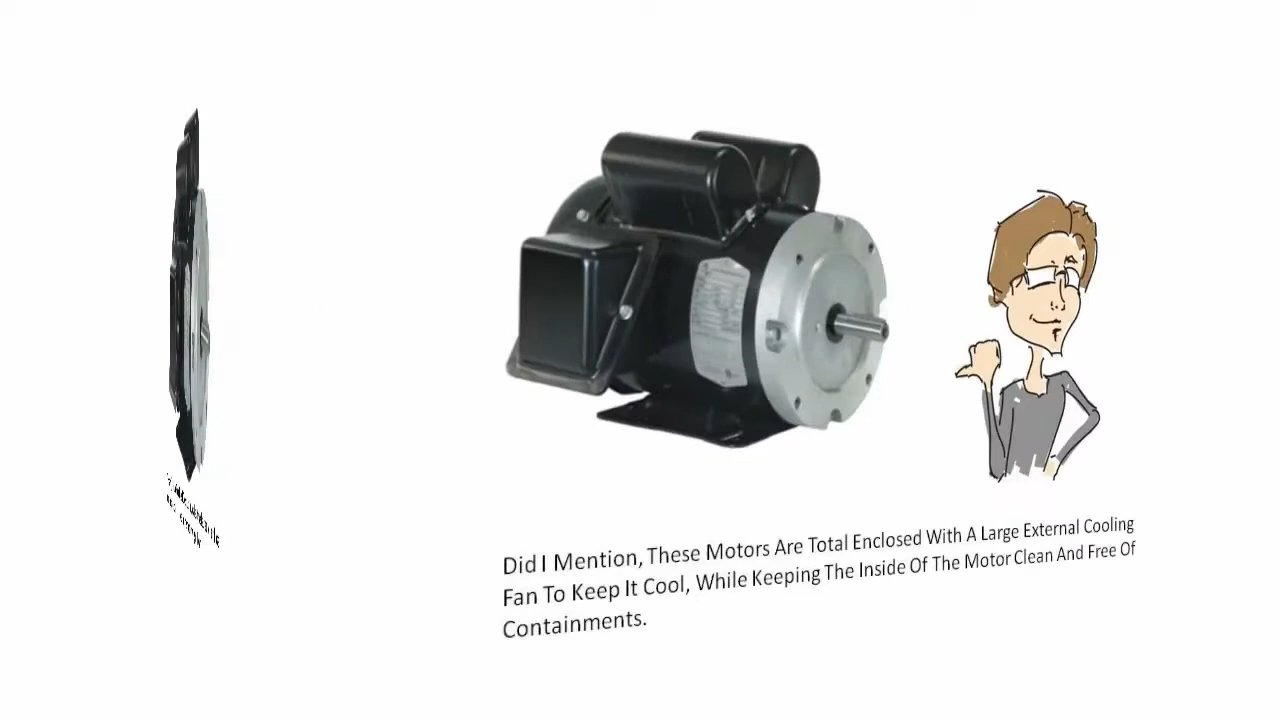 Did I Mention, These Motors Are Total Enclosed With A Large External Cooling
Fan To Keep It Cool, While Keeping The Inside Of The Motor Clean And Free Of
Containments.